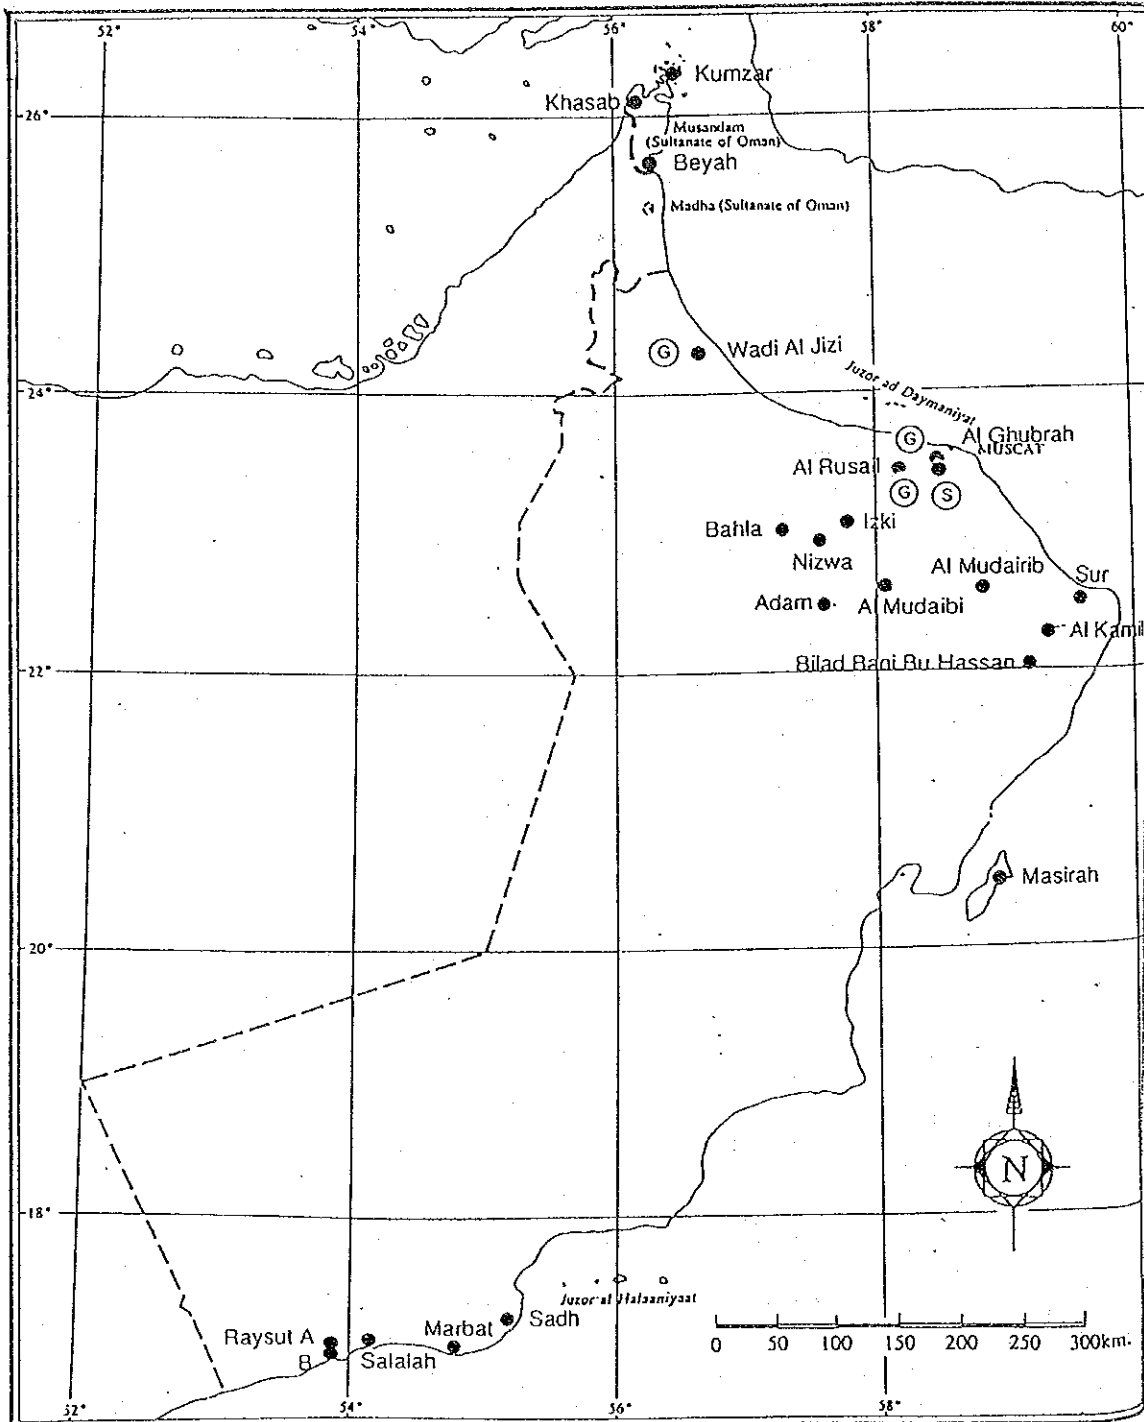 52°
54°
56°
58°
60°
Kumzar
Khasab
26°
Musandam
(Sultanate of Oman)
Beyah
Madha (Sultanate of Oman)
G
Wadi Al Jizi
Juzor ad Daymaniyat
24°
G
Al Ghubrah
MUSCAT
Al Rusail
G
S
Bahla
Izki
Nizwa
Al Mudairib
Sur
Adam
Al Mudaibi
Al Kamil
Bilad Bani Bu Hassan
22°
Masirah
20°
N
18°
Juzor al Halaaniyaat
Sadh
Marbat
Raysut A
B
Salalah
0 50 100 150 200 250 300km.
52°
54°
56°
58°